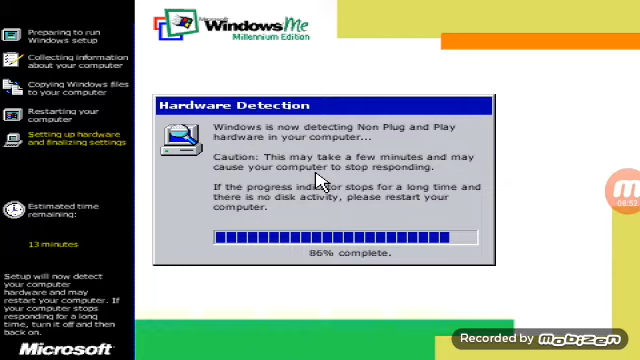 Preparing to run
Windows setup
Collecting information
about your computer
Copying Windows files
to your computer
Restarting your
computer
Setting up hardware
and finalizing settings
Estimated time
remaining:
13 minutes
Setup will now detect
your computer
hardware and may
restart your computer. If
your computer stops
responding for a long
time, turn it off and then
back on.
Microsoft
Microsoft
Windows Me
Millennium Edition
Hardware Detection
Windows is now detecting Non Plug and Play
hardware in your computer...
Caution: This may take a few minutes and may
cause your computer to stop responding.
If the progress indicator stops for a long time and
there is no disk activity, please restart your
computer.
86% complete.
M
08:52
Recorded by MOBIZEN